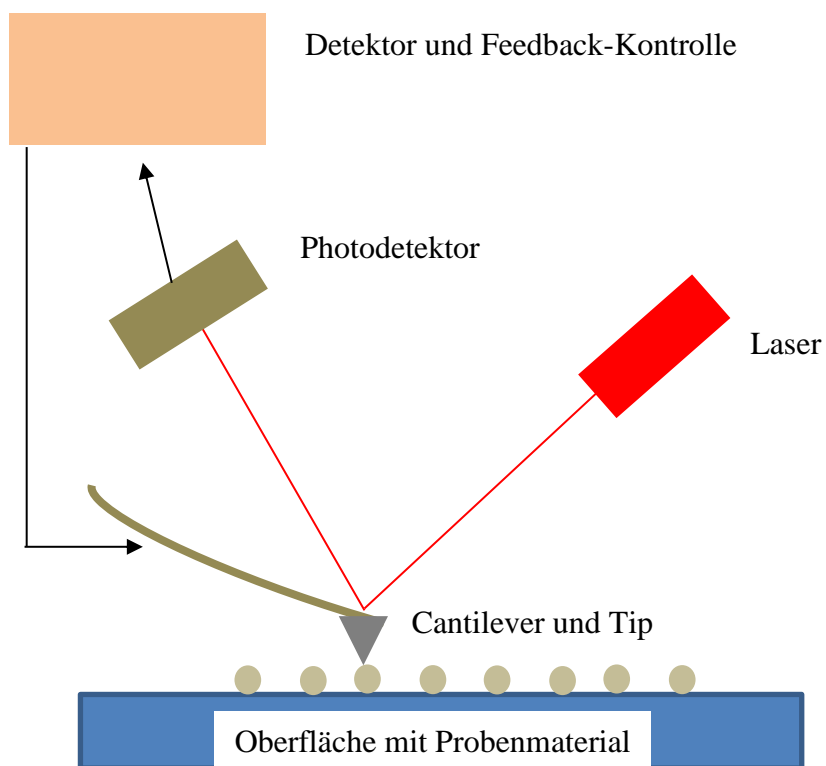 Detektor und Feedback-Kontrolle
Photodetektor
Laser
Cantilever und Tip
Oberfläche mit Probenmaterial